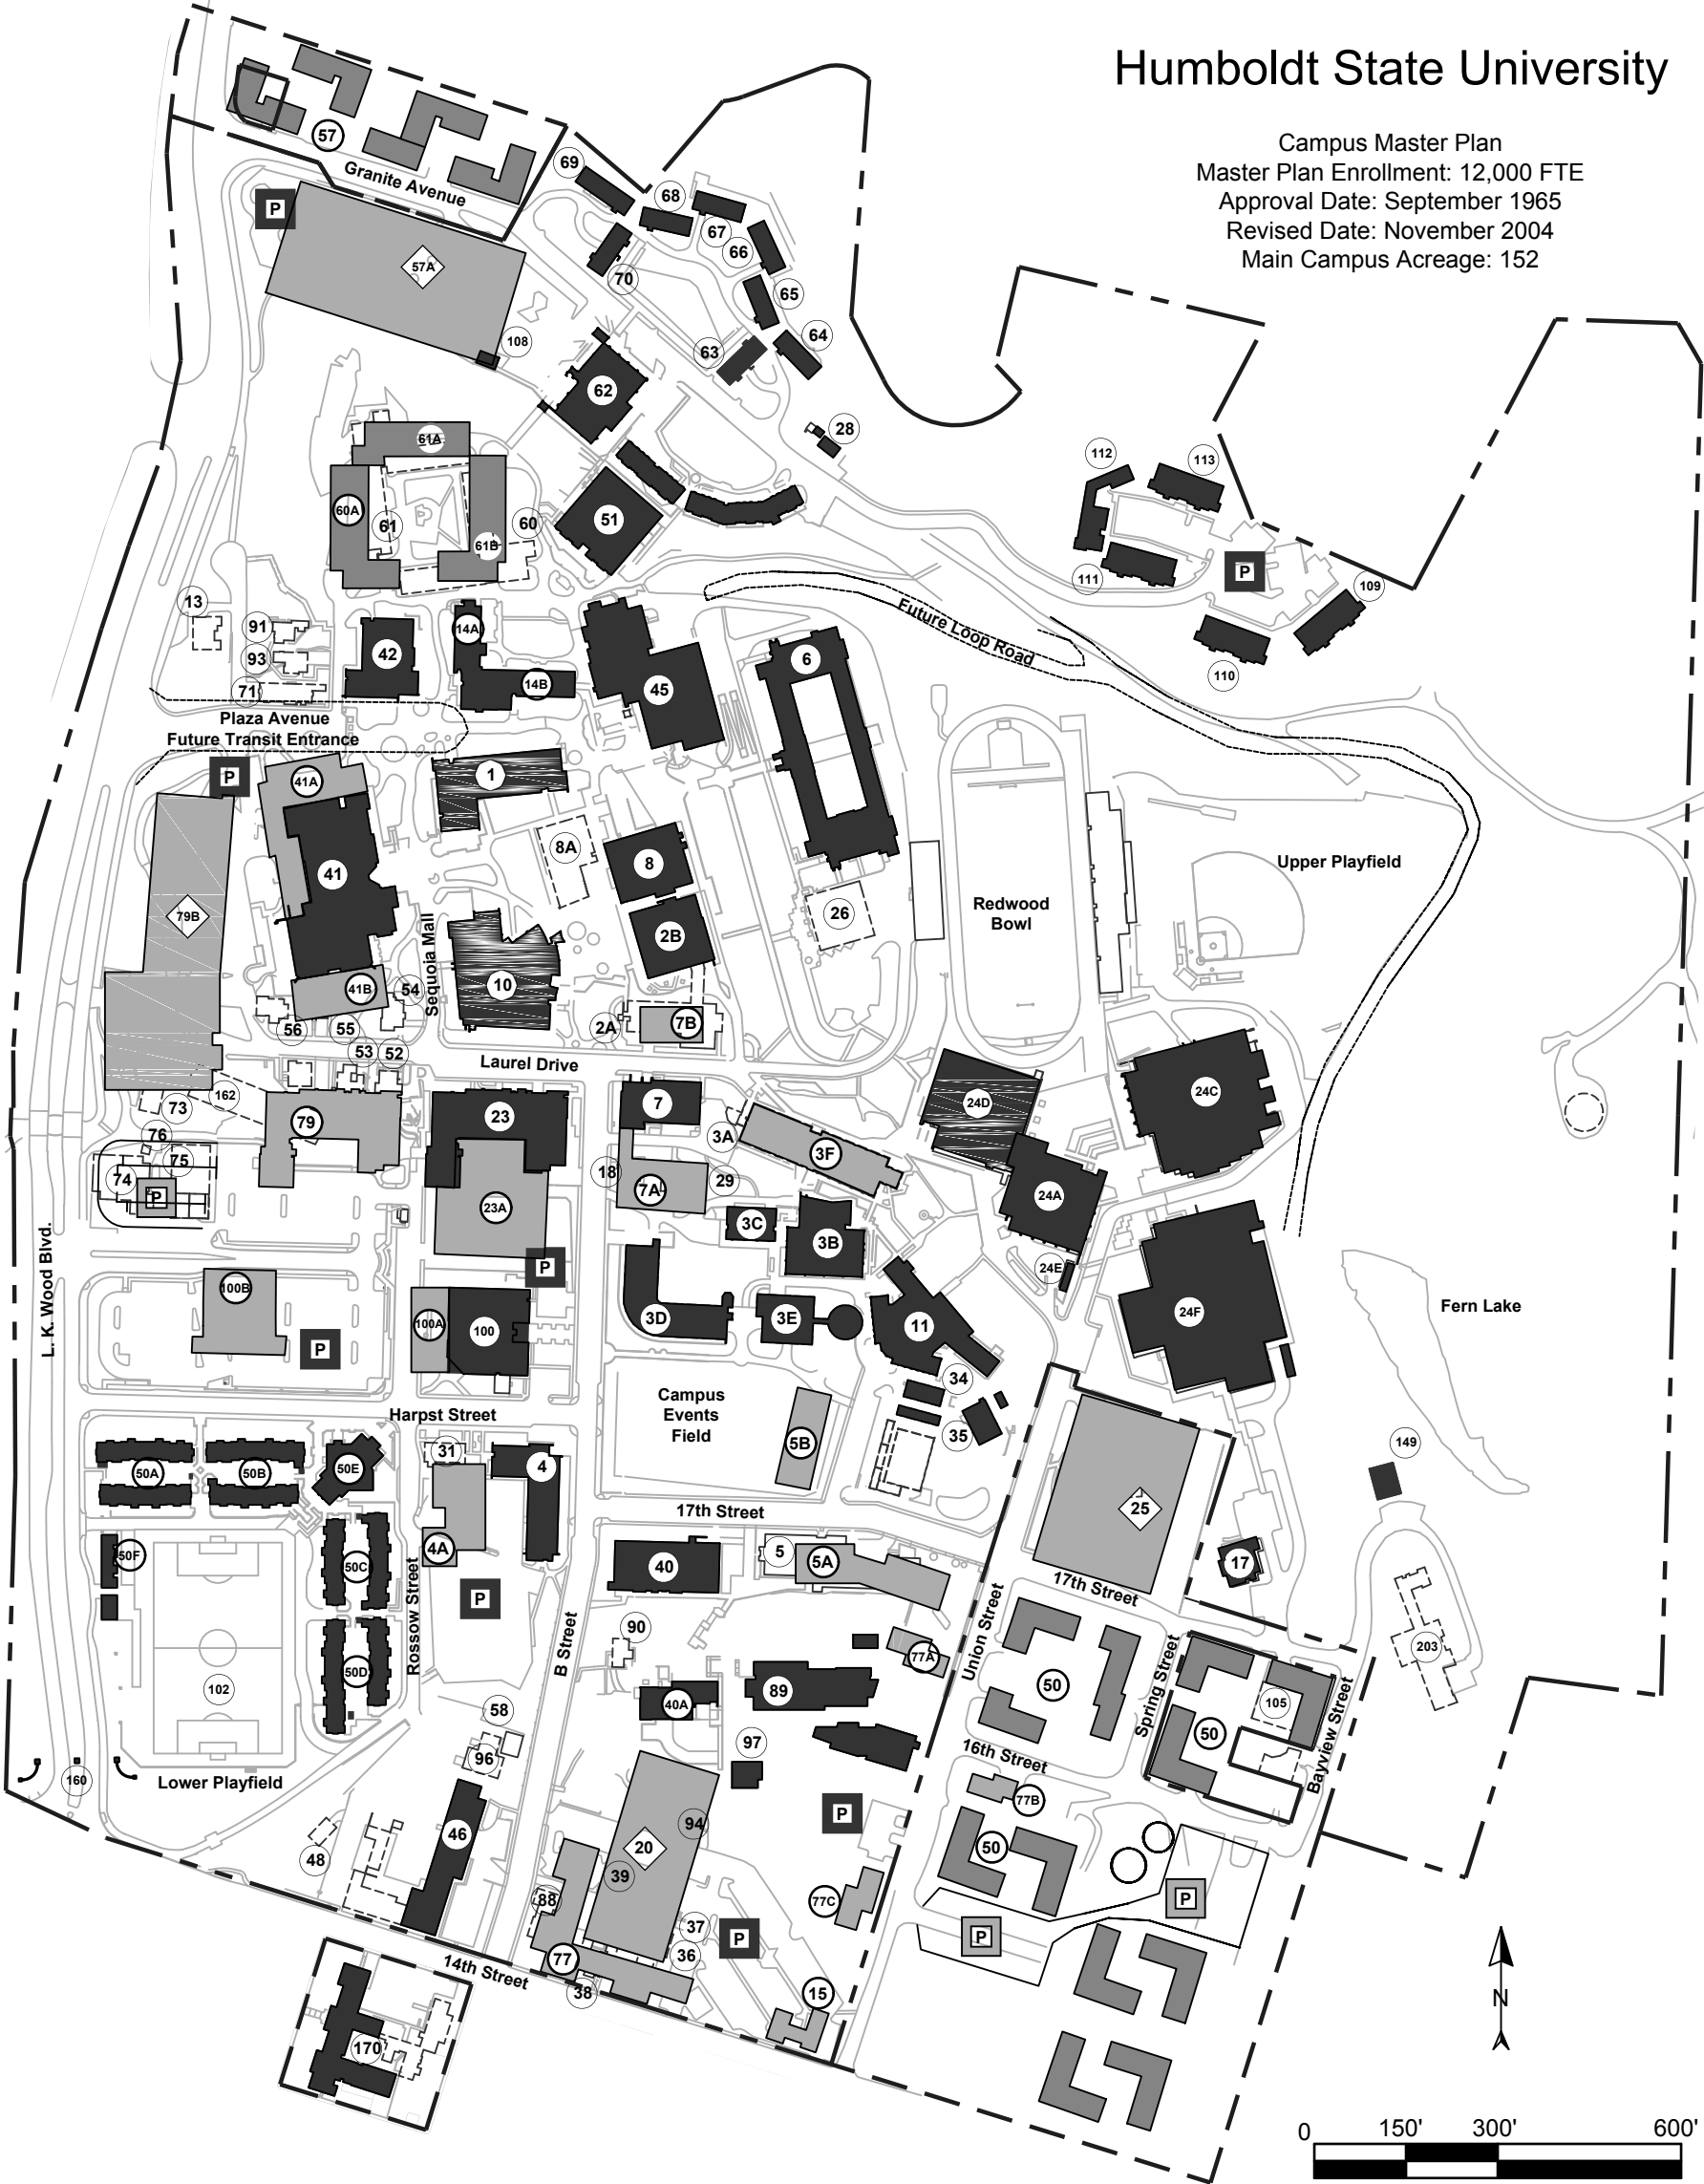 Humboldt State University
Campus Master Plan
Master Plan Enrollment: 12,000 FTE
Approval Date: September 1965
Revised Date: November 2004
Main Campus Acreage: 152
57
Granite Avenue
P
57A
69
68
67
66
70
65
64
63
108
62
28
61A
60A
61
61B
60
51
112
113
111
P
109
110
13
91
93
71
42
14A
14B
45
6
Future Loop Road
Plaza Avenue
Future Transit Entrance
P
41A
1
41
79B
8A
8
2B
26
Redwood
Bowl
Upper Playfield
Sequoia Mall
10
41B
54
56
55
53
52
2A
7B
Laurel Drive
162
73
79
23
7
3A
3F
24D
24C
76
75
74
P
18
7A
29
24A
23A
3C
3B
P
24E
L. K. Wood Blvd.
100B
100A
100
P
3D
3E
11
24F
Fern Lake
34
35
Harpst Street
Campus
Events
Field
5B
149
50A
50B
50E
31
4
25
17th Street
50F
50C
4A
40
5
5A
17
17th Street
P
Rossow Street
B Street
90
Union Street
Spring Street
Bayview Street
203
102
50D
77A
89
40A
50
105
50
58
96
97
16th Street
160
Lower Playfield
77B
P
46
48
94
20
39
50
88
77C
P
37
36
P
P
77
14th Street
38
15
170
N
0
150'
300'
600'